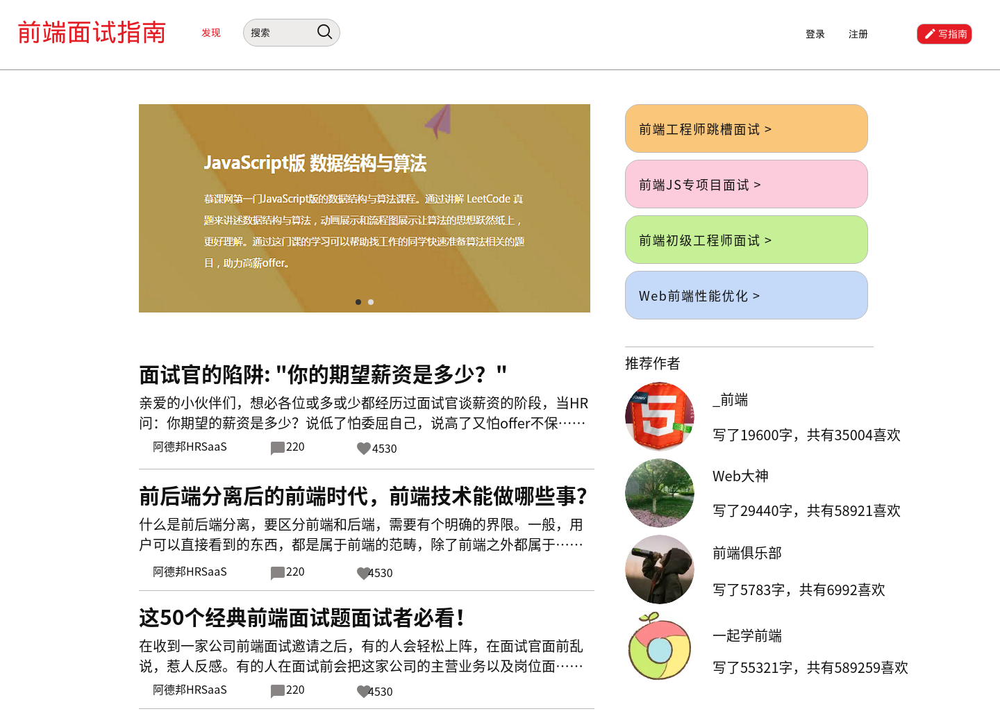 前端面试指南
发现
搜索
登录
注册
写指南
JavaScript版 数据结构与算法
慕课网第一门JavaScript版的数据结构与算法课程。通过讲解 LeetCode 真
题来讲述数据结构与算法，动画展示和流程图展示让算法的思想跃然纸上，
更好理解。通过这门课的学习可以帮助找工作的同学快速准备算法相关的题
目，助力高薪offer。
前端工程师跳槽面试 >
前端JS专项目面试 >
前端初级工程师面试 >
Web前端性能优化 >
面试官的陷阱: "你的期望薪资是多少？"
亲爱的小伙伴们，想必各位或多或少都经历过面试官谈薪资的阶段，当HR
问：你期望的薪资是多少？说低了怕委屈自己，说高了又怕offer不保……
阿德邦HRSaaS 220 4530
前后端分离后的前端时代，前端技术能做哪些事？
什么是前后端分离，要区分前端和后端，需要有个明确的界限。一般，用
户可以直接看到的东西，都是属于前端的范畴，除了前端之外都属于……
阿德邦HRSaaS 220 4530
这50个经典前端面试题面试者必看！
在收到一家公司前端面试邀请之后，有的人会轻松上阵，在面试官面前乱
说，惹人反感。有的人在面试前会把这家公司的主营业务以及岗位面……
阿德邦HRSaaS 220 4530
推荐作者
jQuery
_前端
写了19600字，共有35004喜欢
Web大神
写了29440字，共有58921喜欢
前端俱乐部
写了5783字，共有6992喜欢
一起学前端
写了55321字，共有589259喜欢